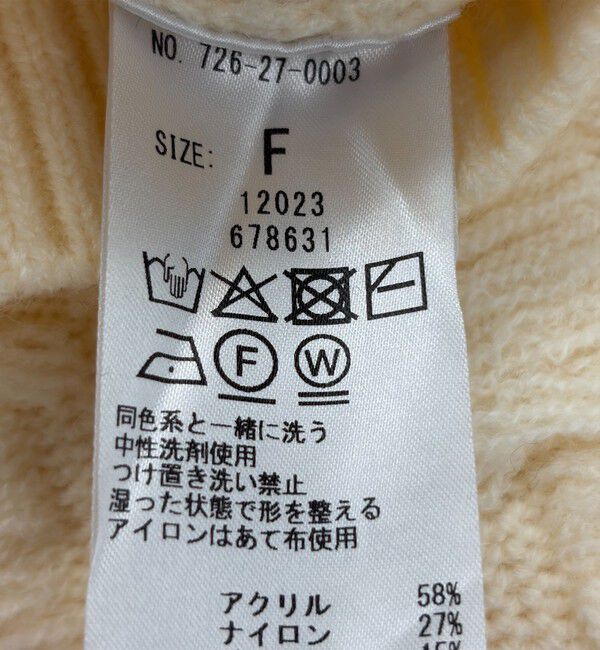 NO. 726-27-0003
SIZE: F
12023
678631
F W
同色系と一緒に洗う
中性洗剤使用
つけ置き洗い禁止
湿った状態で形を整える
アイロンはあて布使用
アクリル 58%
ナイロン 27%
15%